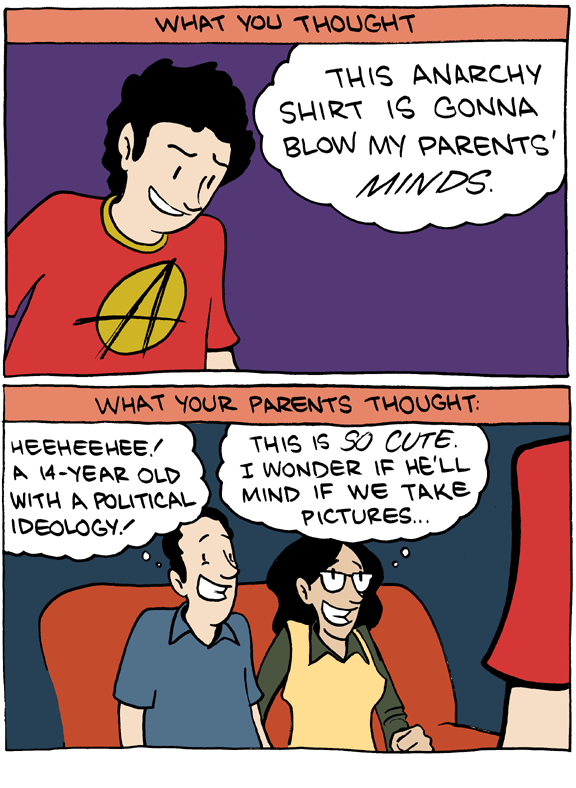 WHAT YOU THOUGHT
THIS ANARCHY
SHIRT IS GONNA
BLOW MY PARENTS'
MINDS.
A
WHAT YOUR PARENTS THOUGHT:
HEEHEEHEE!
A 14-YEAR OLD
WITH A POLITICAL
IDEOLOGY!
THIS IS SO CUTE.
I WONDER IF HE'LL
MIND IF WE TAKE
PICTURES...